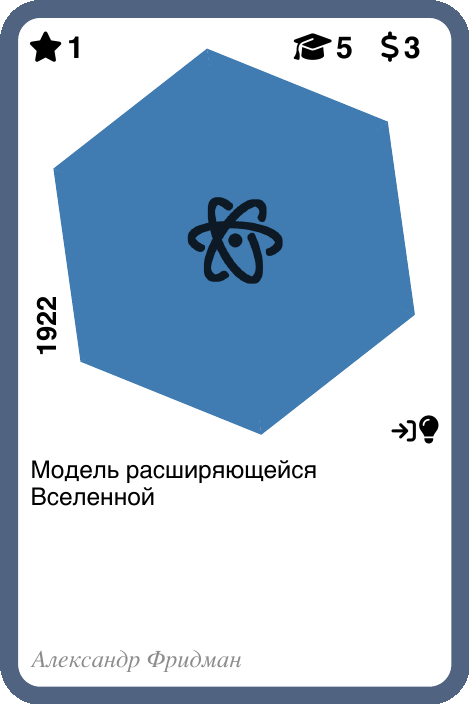 1 5 $3
1922
Модель расширяющейся
Вселенной
Александр Фридман